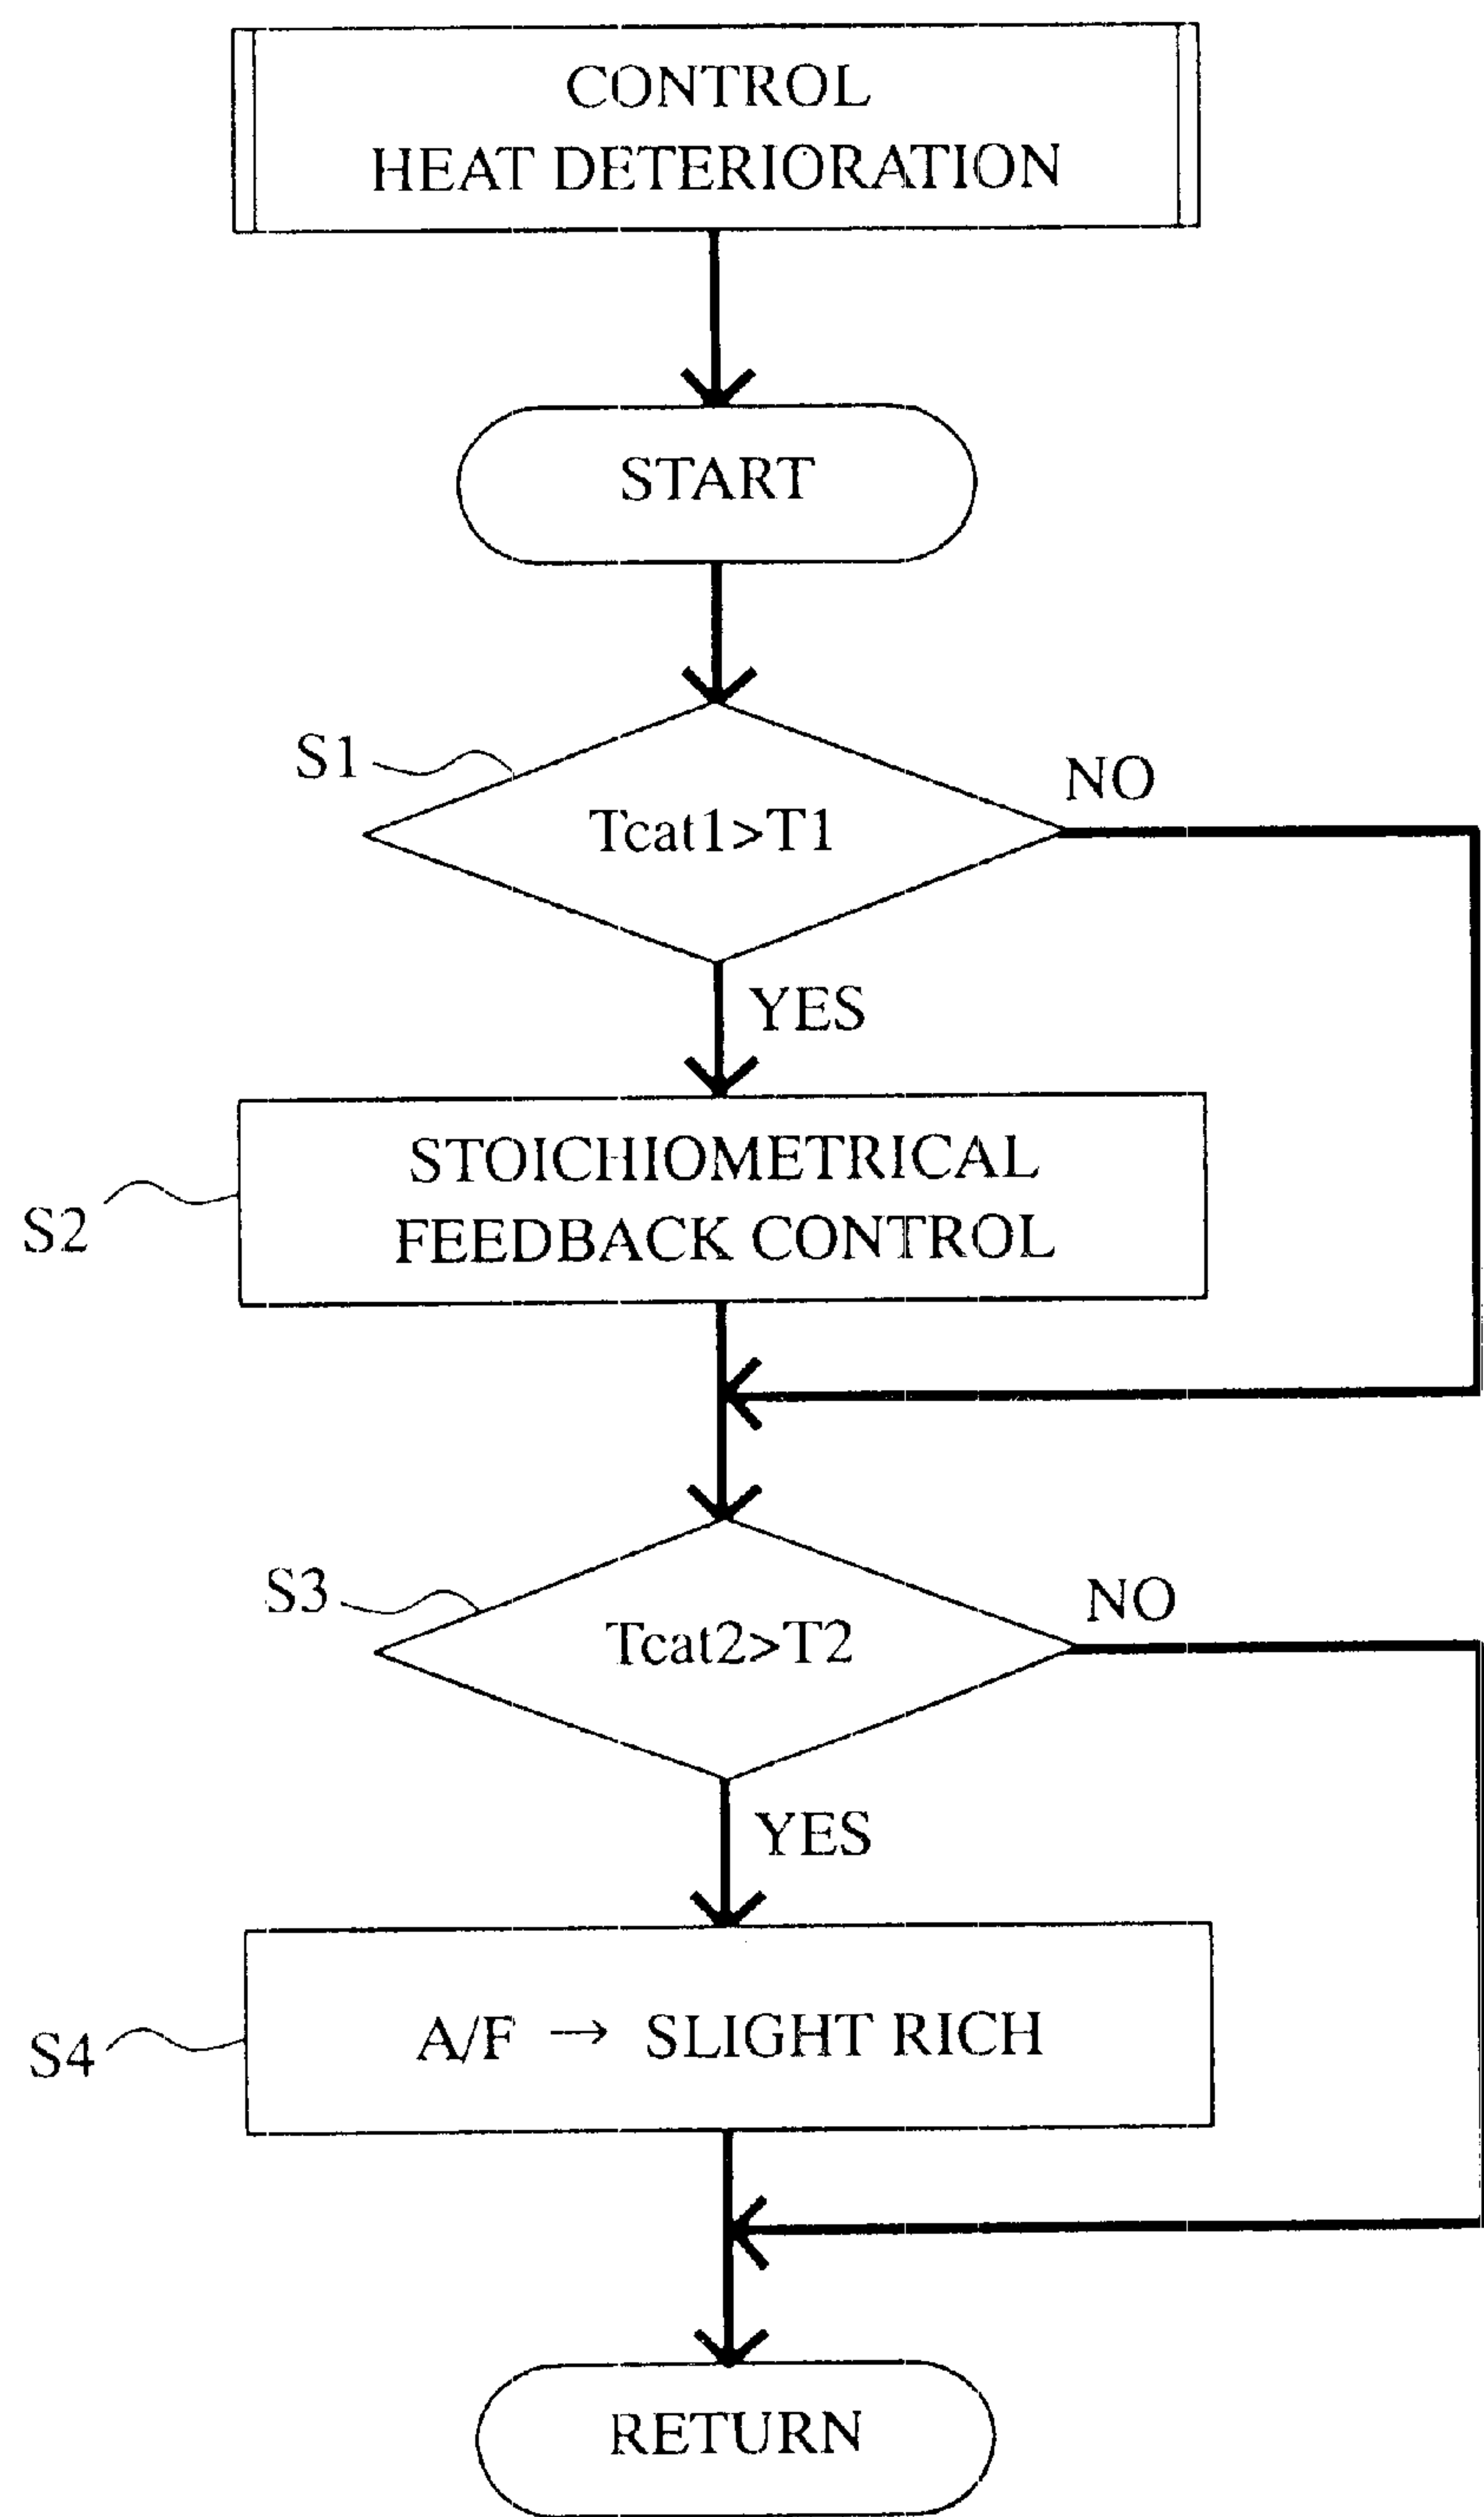 CONTROL
HEAT DETERIORATION
START
S1
NO
Tcat1>T1
YES
STOICHIOMETRICAL
FEEDBACK CONTROL
S2
S3
NO
Tcat2>T2
YES
A/F → SLIGHT RICH
S4
RETURN